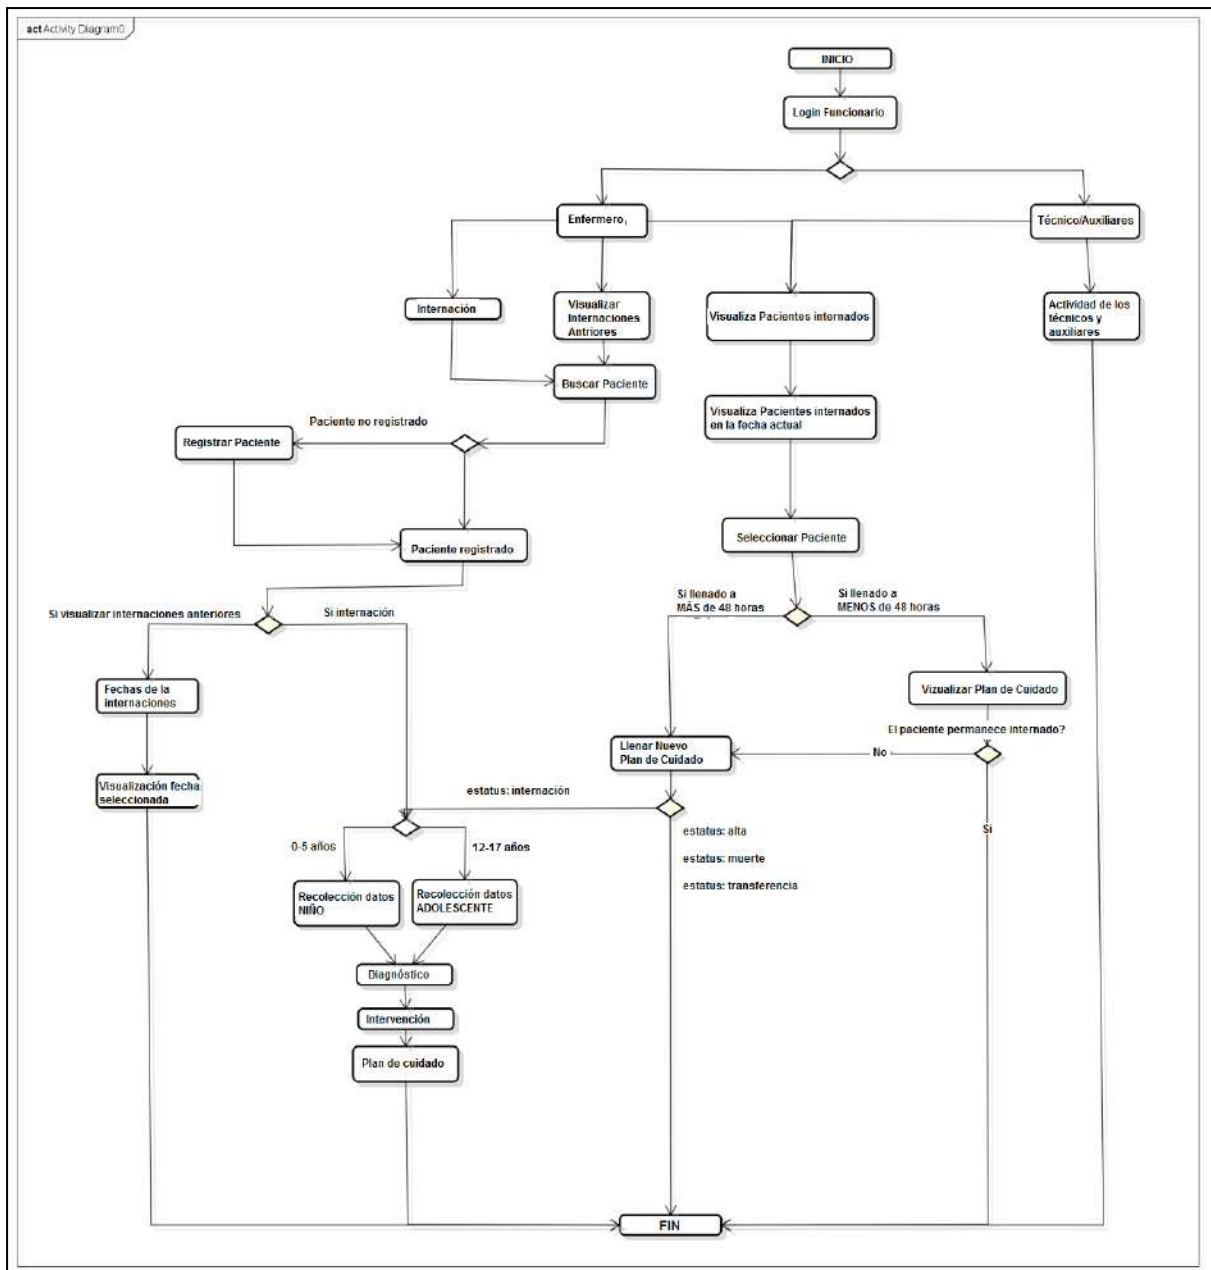 act Activity Diagram0
INICIO
Login Funcionario
Enfermero
Técnico/Auxiliares
Internación
Visualizar
Internaciones
Antriores
Visualiza Pacientes internados
Actividad de los
técnicos y
auxiliares
Buscar Paciente
Visualiza Pacientes internados
en la fecha actual
Paciente no registrado
Registrar Paciente
Seleccionar Paciente
Paciente registrado
Si llenado a
MÁS de 48 horas
Si llenado a
MENOS de 48 horas
Si visualizar internaciones anteriores
Si internación
Fechas de la
internaciones
Vizualizar Plan de Cuidado
El paciente permanece internado?
Llenar Nuevo
Plan de Cuidado
No
Visualización fecha
seleccionada
estatus: internación
Si
estatus: alta
estatus: muerte
estatus: transferencia
0-5 años
12-17 años
Recolección datos
NIÑO
Recolección datos
ADOLESCENTE
Diagnóstico
Intervención
Plan de cuidado
FIN